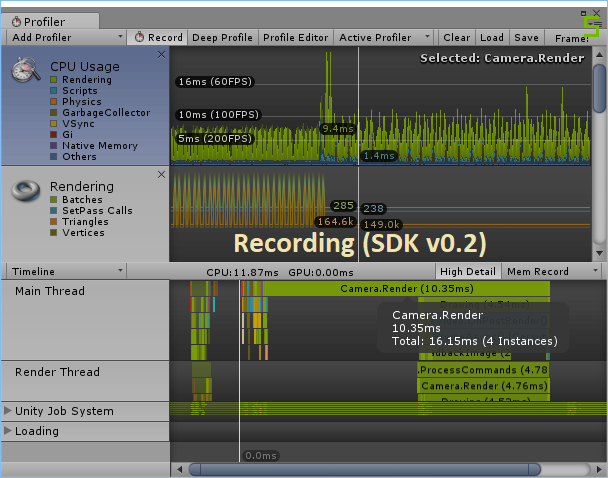 Profiler
Add Profiler Record Deep Profile Profile Editor Active Profiler Clear Load Save Frame:
S
Selected: Camera.Render
CPU Usage
Rendering
Scripts
Physics
GarbageCollector
VSync
Gi
Native Memory
Others
16ms (60FPS)
10ms (100FPS)
5ms (200FPS)
9.4ms
1.4ms
Rendering
Batches
SetPass Calls
Triangles
Vertices
285 238
164.6k 149.0k
Recording (SDK v0.2)
Timeline CPU:11.87ms GPU:0.00ms High Detail Mem Record
Main Thread
Camera.Render (10.35ms)
Camera.Render
10.35ms
Total: 16.15ms (4 Instances)
Render Thread
.ProcessCommands (4.78
Camera.Render (4.76ms)
Unity Job System
Loading
0.0ms